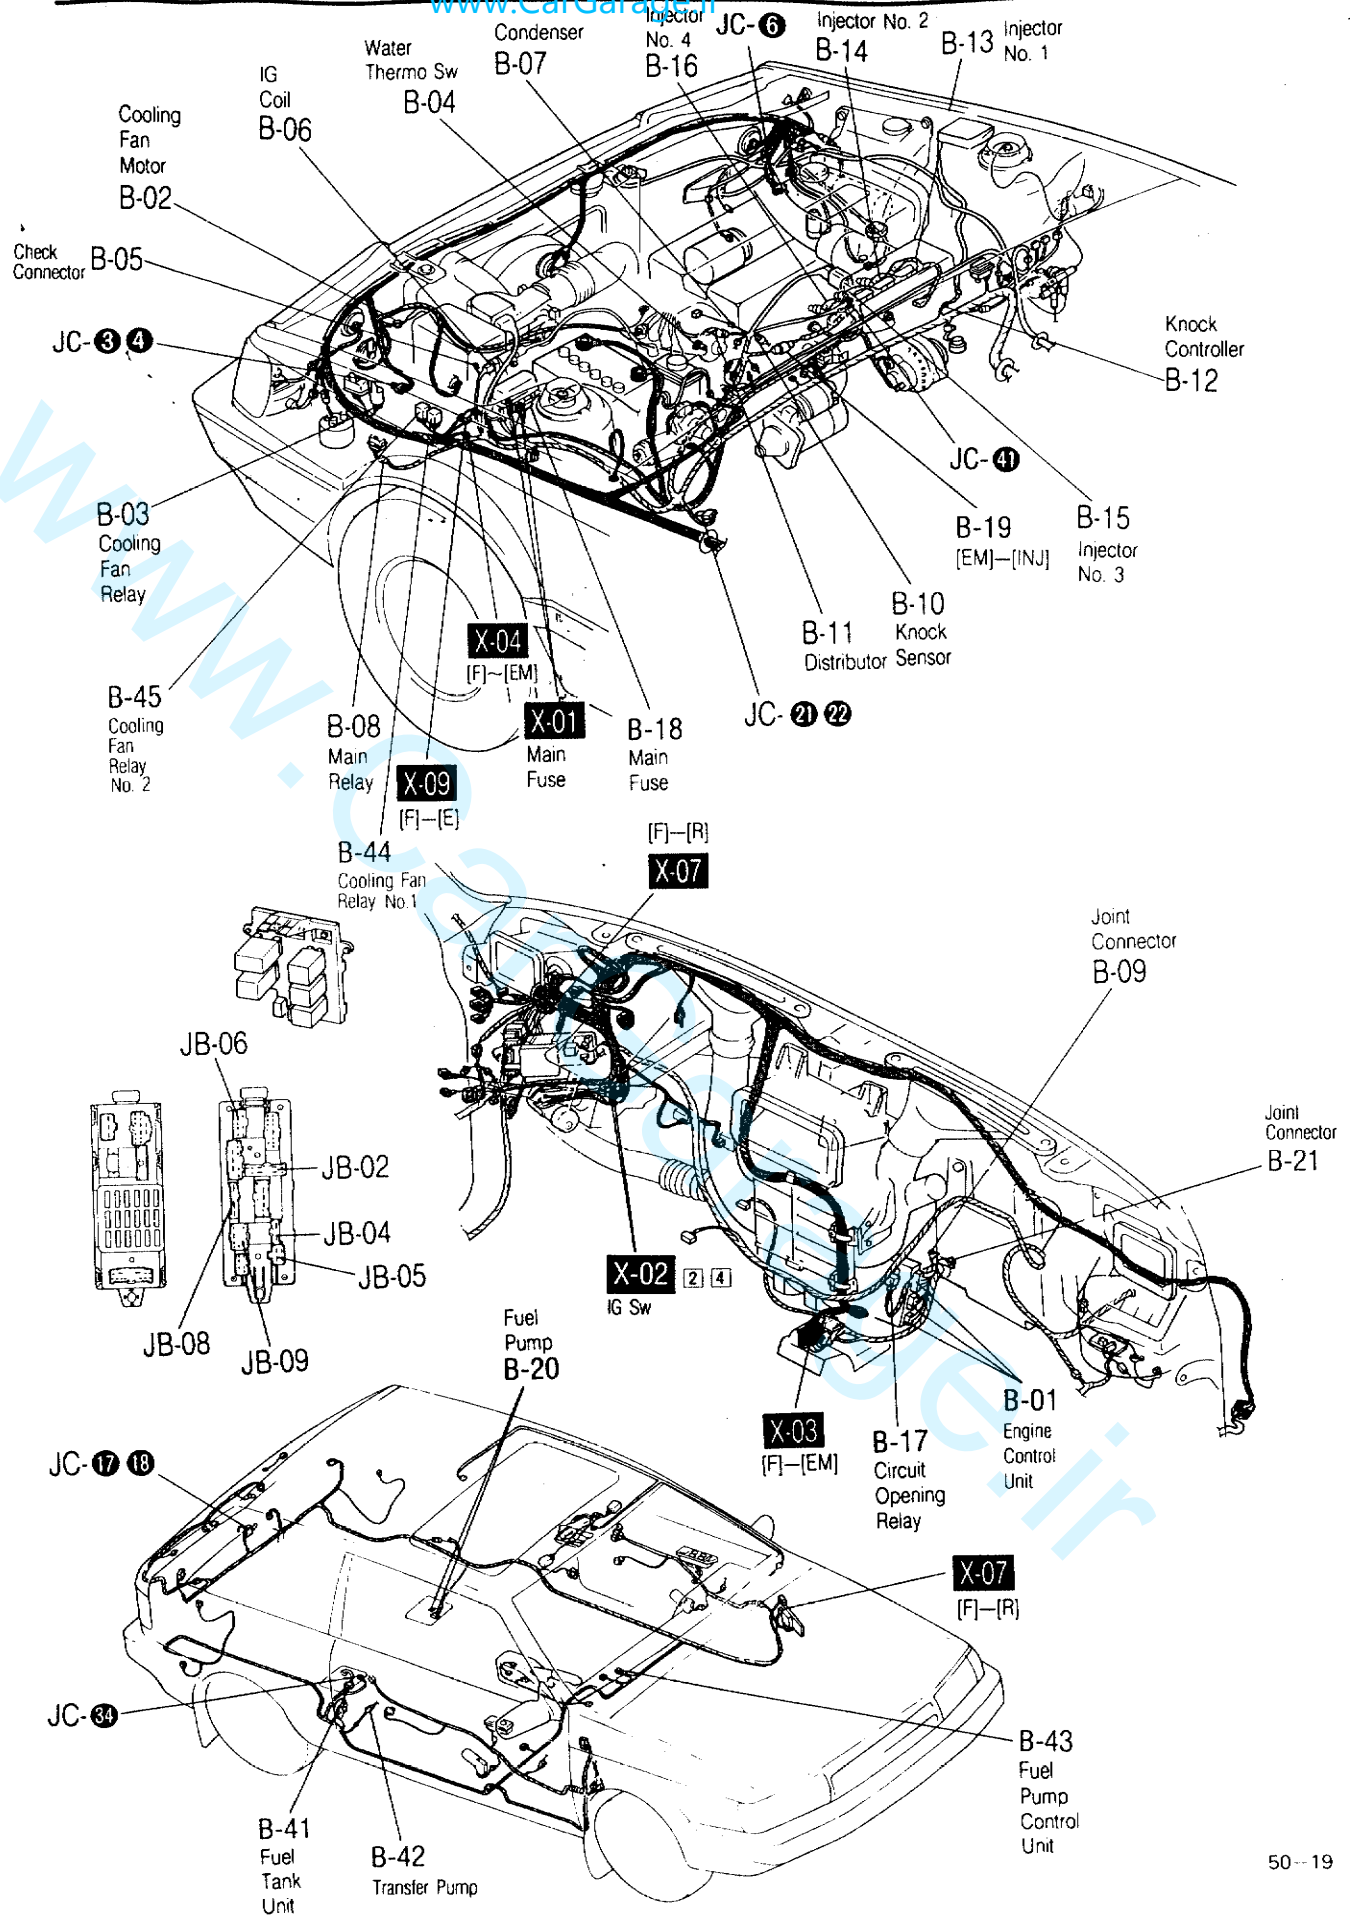 www.CarGarage.ir
Injector
No. 4
B-16
JC-❻
Injector No. 2
B-14
B-13
Injector
No. 1
Condenser
B-07
Water
Thermo Sw
B-04
IG
Coil
B-06
Cooling
Fan
Motor
B-02
Check
Connector
B-05
JC-❸ ❹
Knock
Controller
B-12
JC-㊶
B-03
Cooling
Fan
Relay
B-19
[EM]—[INJ]
B-15
Injector
No. 3
B-10
Knock
Sensor
B-11
Distributor
X-04
[F]~[EM]
B-45
Cooling
Fan
Relay
No. 2
B-08
Main
Relay
X-01
Main
Fuse
B-18
Main
Fuse
JC-㉑ ㉒
X-09
[F]—[E]
B-44
Cooling Fan
Relay No.1
[F]—[R]
X-07
Joint
Connector
B-09
JB-06
Joint
Connector
B-21
JB-02
JB-04
JB-05
JB-08
JB-09
X-02 2 4
IG Sw
Fuel
Pump
B-20
B-01
Engine
Control
Unit
X-03
[F]—[EM]
B-17
Circuit
Opening
Relay
JC-⓱ ⓲
X-07
[F]—[R]
JC-㉞
B-43
Fuel
Pump
Control
Unit
B-41
Fuel
Tank
Unit
B-42
Transfer Pump
50-19
www.CarGarage.ir